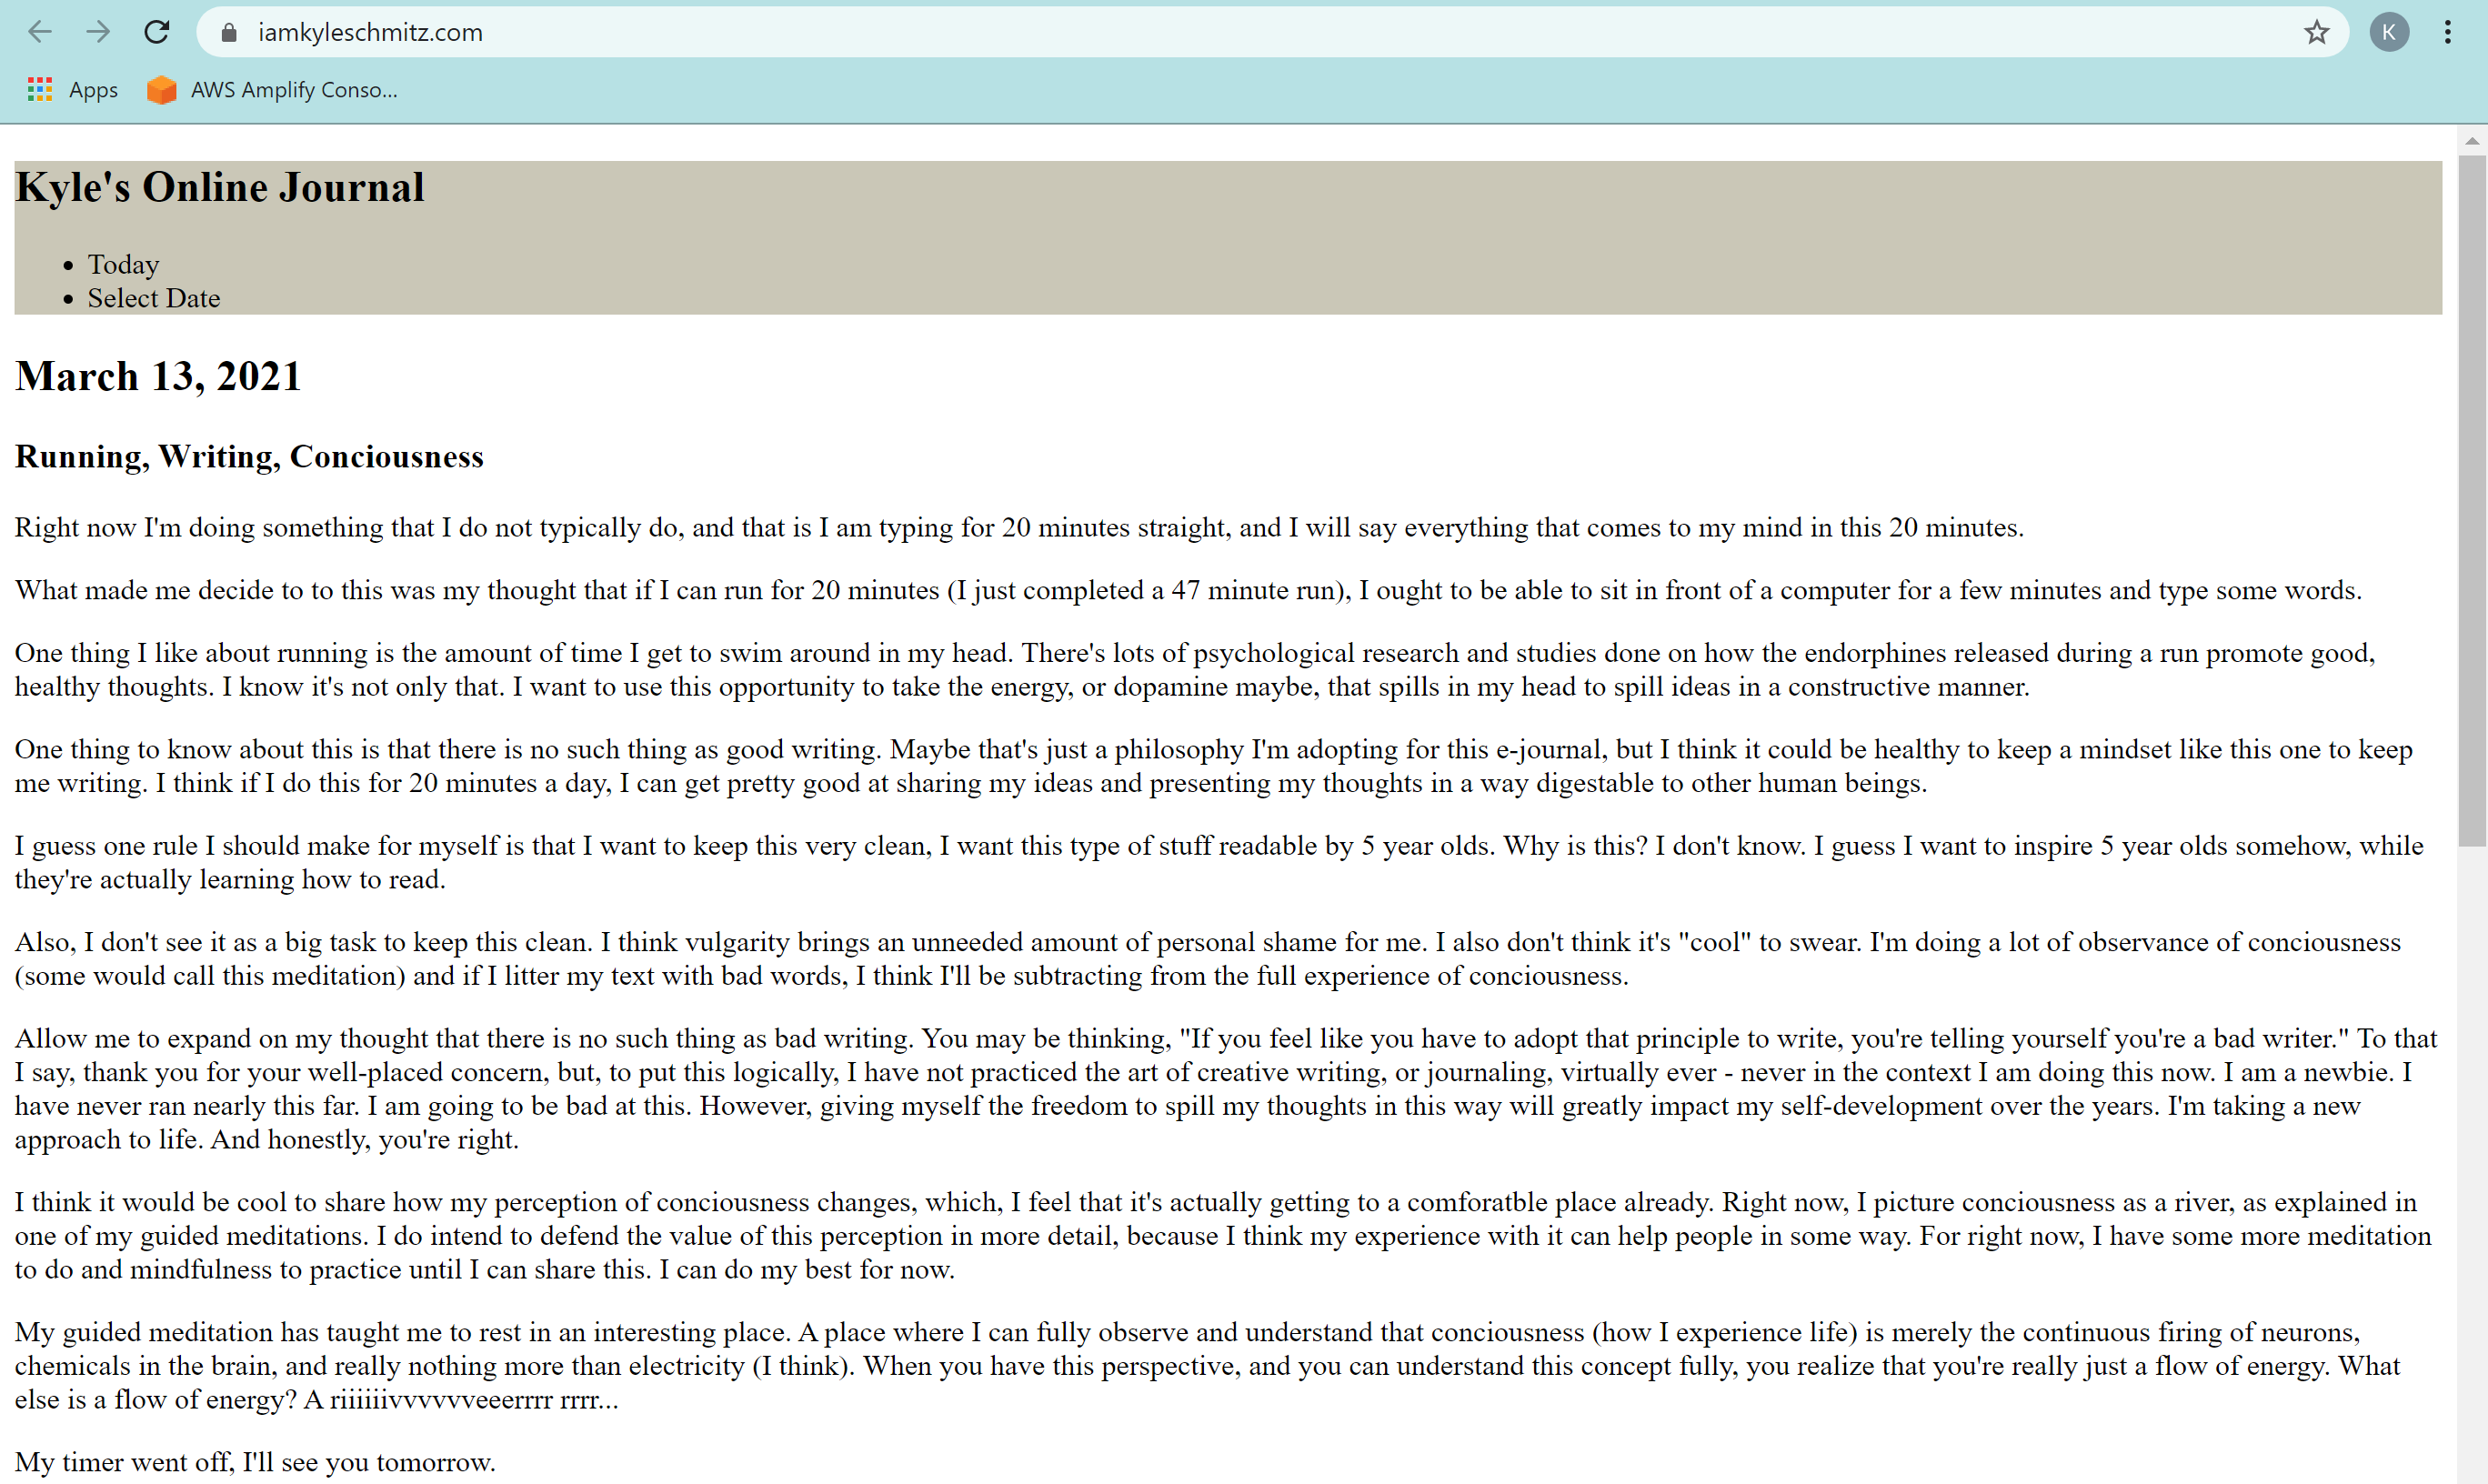 iamkyleschmitz.com
K
Apps
AWS Amplify Conso...
Kyle's Online Journal
• Today
• Select Date
March 13, 2021
Running, Writing, Conciousness
Right now I'm doing something that I do not typically do, and that is I am typing for 20 minutes straight, and I will say everything that comes to my mind in this 20 minutes.
What made me decide to to this was my thought that if I can run for 20 minutes (I just completed a 47 minute run), I ought to be able to sit in front of a computer for a few minutes and type some words.
One thing I like about running is the amount of time I get to swim around in my head. There's lots of psychological research and studies done on how the endorphines released during a run promote good,
healthy thoughts. I know it's not only that. I want to use this opportunity to take the energy, or dopamine maybe, that spills in my head to spill ideas in a constructive manner.
One thing to know about this is that there is no such thing as good writing. Maybe that's just a philosophy I'm adopting for this e-journal, but I think it could be healthy to keep a mindset like this one to keep
me writing. I think if I do this for 20 minutes a day, I can get pretty good at sharing my ideas and presenting my thoughts in a way digestable to other human beings.
I guess one rule I should make for myself is that I want to keep this very clean, I want this type of stuff readable by 5 year olds. Why is this? I don't know. I guess I want to inspire 5 year olds somehow, while
they're actually learning how to read.
Also, I don't see it as a big task to keep this clean. I think vulgarity brings an unneeded amount of personal shame for me. I also don't think it's "cool" to swear. I'm doing a lot of observance of conciousness
(some would call this meditation) and if I litter my text with bad words, I think I'll be subtracting from the full experience of conciousness.
Allow me to expand on my thought that there is no such thing as bad writing. You may be thinking, "If you feel like you have to adopt that principle to write, you're telling yourself you're a bad writer." To that
I say, thank you for your well-placed concern, but, to put this logically, I have not practiced the art of creative writing, or journaling, virtually ever - never in the context I am doing this now. I am a newbie. I
have never ran nearly this far. I am going to be bad at this. However, giving myself the freedom to spill my thoughts in this way will greatly impact my self-development over the years. I'm taking a new
approach to life. And honestly, you're right.
I think it would be cool to share how my perception of conciousness changes, which, I feel that it's actually getting to a comforatble place already. Right now, I picture conciousness as a river, as explained in
one of my guided meditations. I do intend to defend the value of this perception in more detail, because I think my experience with it can help people in some way. For right now, I have some more meditation
to do and mindfulness to practice until I can share this. I can do my best for now.
My guided meditation has taught me to rest in an interesting place. A place where I can fully observe and understand that conciousness (how I experience life) is merely the continuous firing of neurons,
chemicals in the brain, and really nothing more than electricity (I think). When you have this perspective, and you can understand this concept fully, you realize that you're really just a flow of energy. What
else is a flow of energy? A riiiiiivvvvvveeerrrr rrrr...
My timer went off, I'll see you tomorrow.